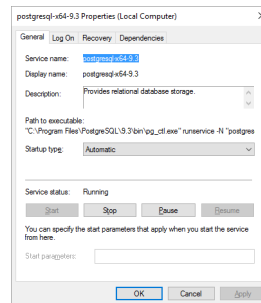 postgresql-x64-9.3 Properties (Local Computer)
General Log On Recovery Dependencies
Service name: postgresql-x64-9.3
Display name: postgresql-x64-9.3
Description: Provides relational database storage.
Path to executable:
"C:\Program Files\PostgreSQL\9.3\bin\pg_ctl.exe" runservice -N "postgres
Startup type: Automatic
Service status: Running
Start Stop Pause Resume
You can specify the start parameters that apply when you start the service
from here.
Start parameters:
OK Cancel Apply